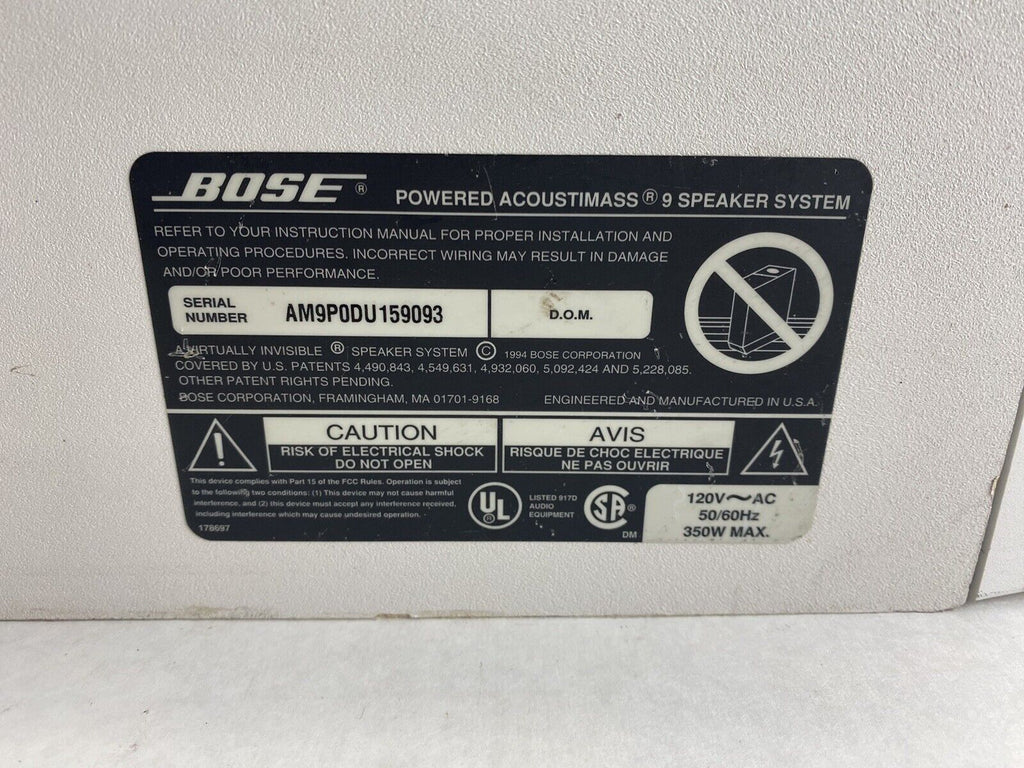 BOSE®
POWERED ACOUSTIMASS® 9 SPEAKER SYSTEM
REFER TO YOUR INSTRUCTION MANUAL FOR PROPER INSTALLATION AND
OPERATING PROCEDURES. INCORRECT WIRING MAY RESULT IN DAMAGE
AND/OR POOR PERFORMANCE.
SERIAL
NUMBER
AM9P0DU159093
D.O.M.
A VIRTUALLY INVISIBLE ® SPEAKER SYSTEM © 1994 BOSE CORPORATION
COVERED BY U.S. PATENTS 4,490,843, 4,549,631, 4,932,060, 5,092,424 AND 5,228,085.
OTHER PATENT RIGHTS PENDING.
BOSE CORPORATION, FRAMINGHAM, MA 01701-9168
ENGINEERED AND MANUFACTURED IN U.S.A.
CAUTION
RISK OF ELECTRICAL SHOCK
DO NOT OPEN
AVIS
RISQUE DE CHOC ELECTRIQUE
NE PAS OUVRIR
This device complies with Part 15 of the FCC Rules. Operation is subject
to the following two conditions: (1) This device may not cause harmful
interference, and (2) this device must accept any interference received,
including interference which may cause undesired operation.
178697
UL®
LISTED 917D
AUDIO
EQUIPMENT
SA®
DM
120V～AC
50/60Hz
350W MAX.